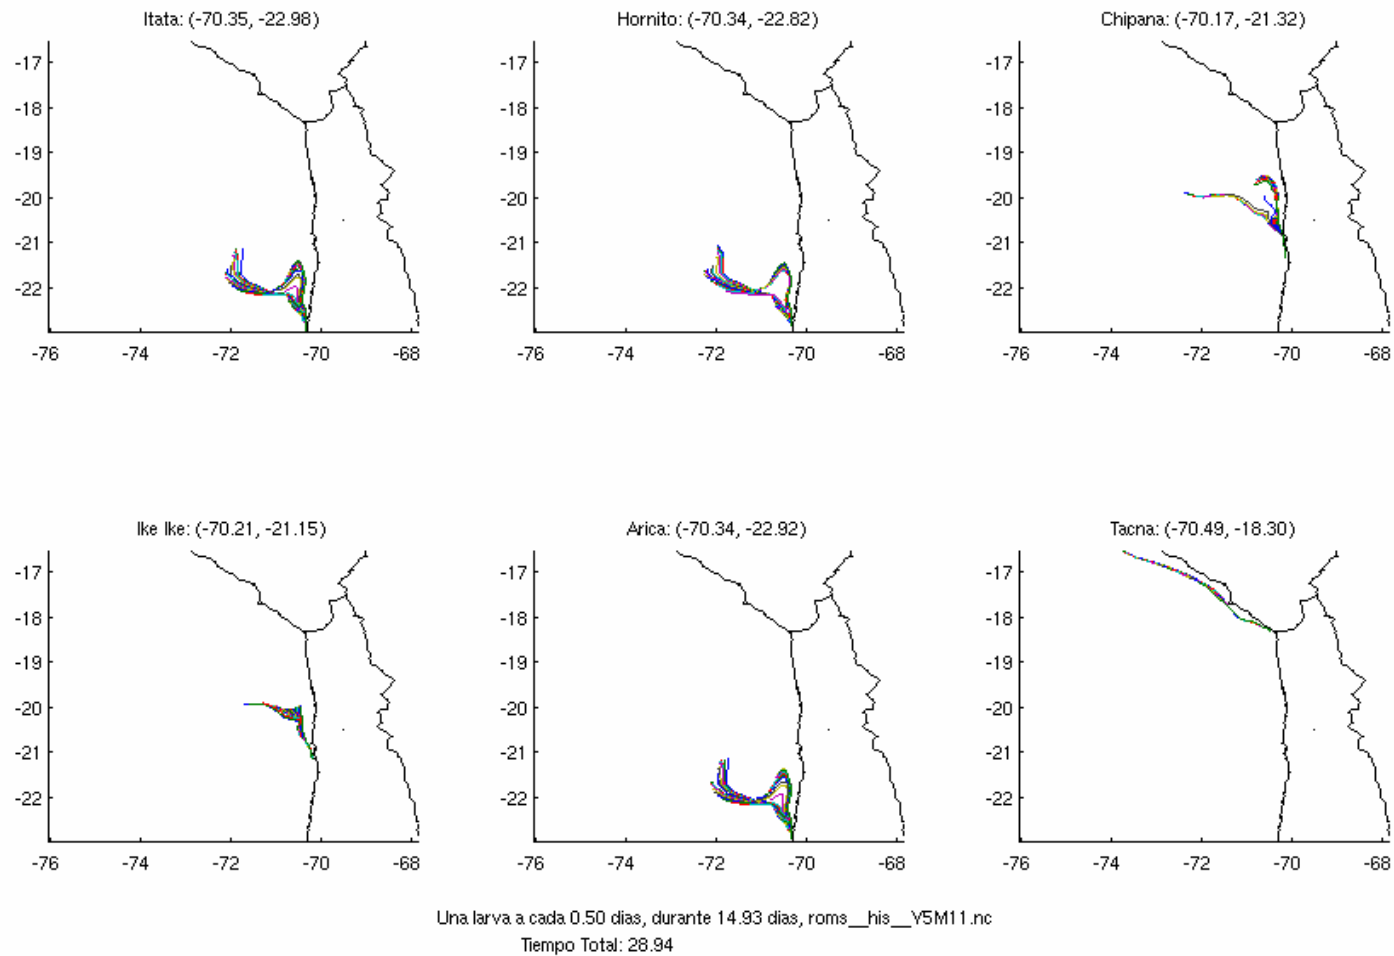 Itata: (-70.35, -22.98)
Hornito: (-70.34, -22.82)
Chipana: (-70.17, -21.32)
-17
-18
-19
-20
-21
-22
-76 -74 -72 -70 -68
-17
-18
-19
-20
-21
-22
-76 -74 -72 -70 -68
-17
-18
-19
-20
-21
-22
-76 -74 -72 -70 -68
Ike Ike: (-70.21, -21.15)
Arica: (-70.34, -22.92)
Tacna: (-70.49, -18.30)
-17
-18
-19
-20
-21
-22
-76 -74 -72 -70 -68
-17
-18
-19
-20
-21
-22
-76 -74 -72 -70 -68
-17
-18
-19
-20
-21
-22
-76 -74 -72 -70 -68
Una larva a cada 0.50 dias, durante 14.93 dias, roms__his__Y5M11.nc
Tiempo Total: 28.94